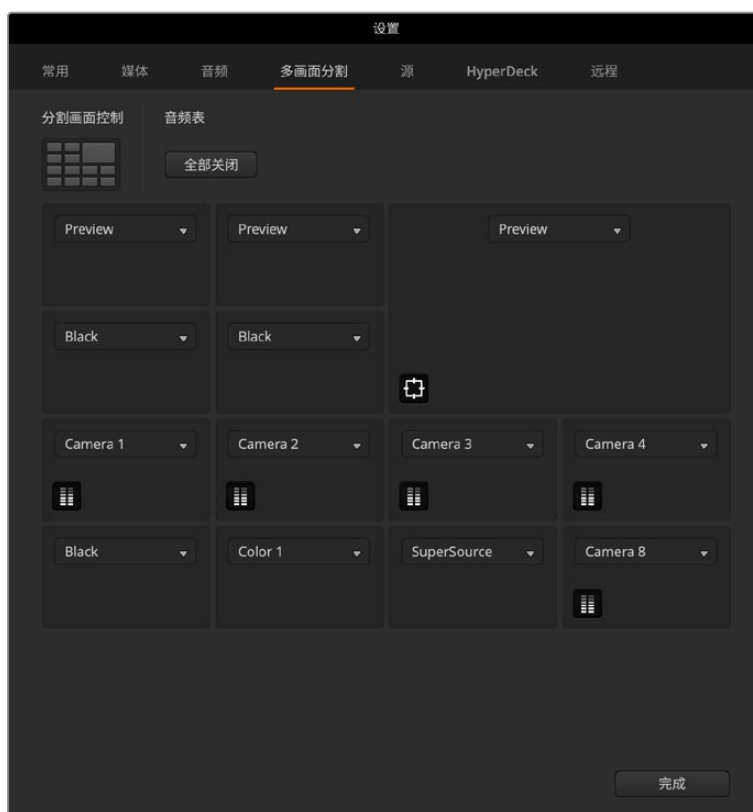 设置
常用 媒体 音频 多画面分割 源 HyperDeck 远程
分割画面控制 音频表
全部关闭
Preview Preview Preview
Black Black
Camera 1 Camera 2 Camera 3 Camera 4
Black Color 1 SuperSource Camera 8
完成